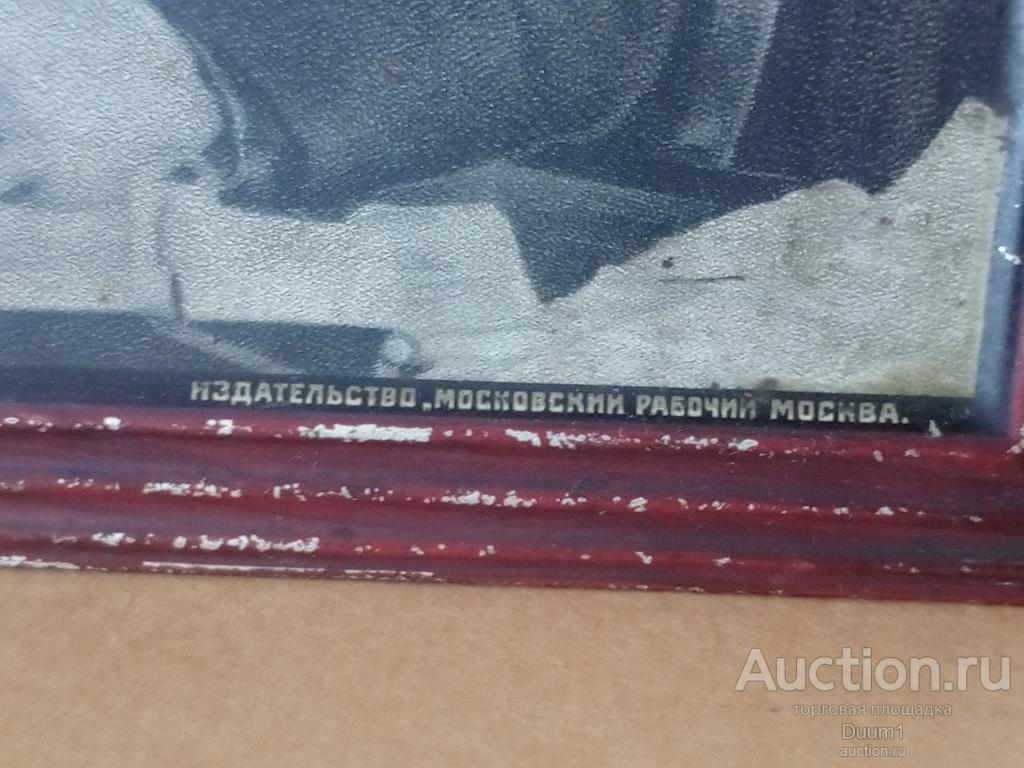 ИЗДАТЕЛЬСТВО „МОСКОВСКИЙ РАБОЧИЙ МОСКВА.
Auction.ru
торговая площадка
Duum1
auction.ru